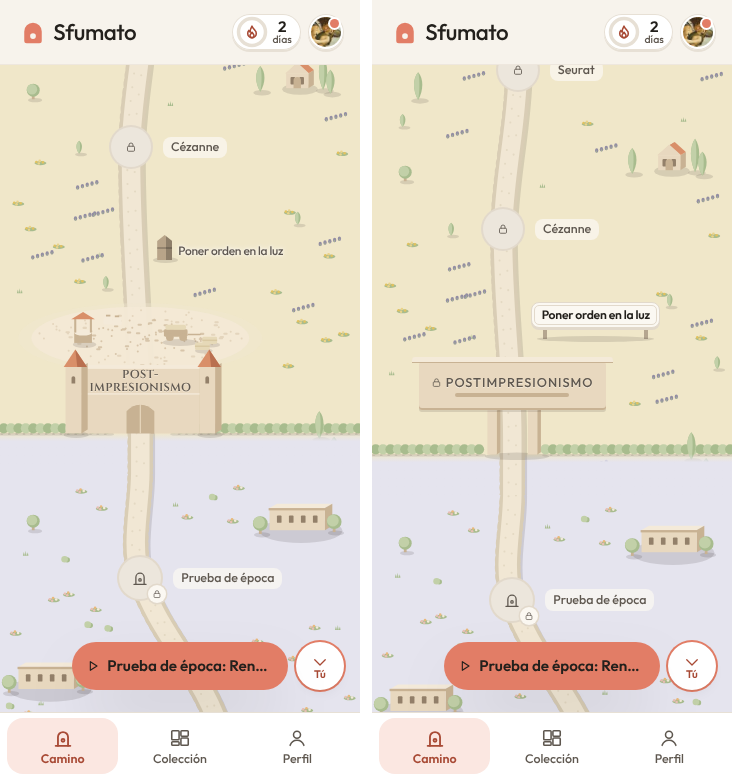 Sfumato
2
días
Cézanne
Poner orden en la luz
POST-
IMPRESIONISMO
Prueba de época
Prueba de época: Ren...
Tú
Camino
Colección
Perfil
Sfumato
2
días
Seurat
Cézanne
Poner orden en la luz
POSTIMPRESIONISMO
Prueba de época
Prueba de época: Ren...
Tú
Camino
Colección
Perfil